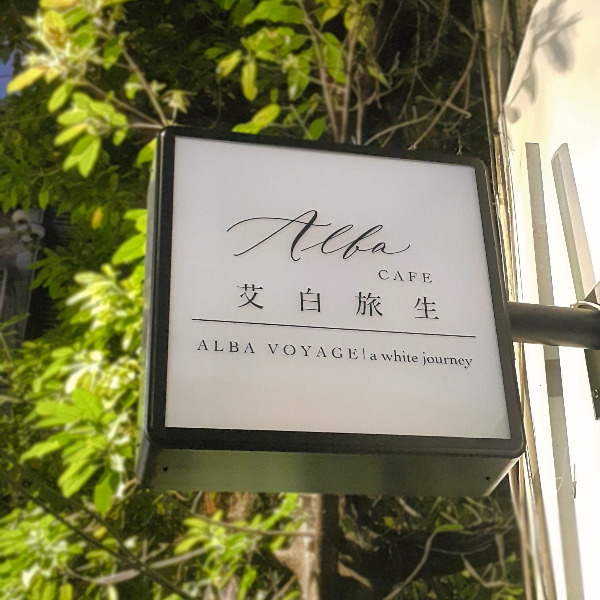 Alba
CAFE
艾白旅生
ALBA VOYAGE | a white journey